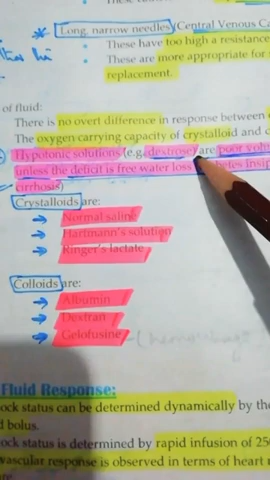 * Long, narrow needles (Central Venous Ca
• These have too high a resistance
• These are more appropriate for
replacement.
of fluid:
There is no overt difference in response between
The oxygen-carrying capacity of crystalloid and c
Hypotonic solutions (e.g. dextrose) are poor volu
unless the deficit is free water loss betes insip
cirrhosis)
Crystalloids are:
→ Normal saline
→ Hartmann's solution
→ Ringer's lactate
Colloids are:
→ Albumin
→ Dextran
→ Gelofusine
Fluid Response:
ock status can be determined dynamically by the
d bolus.
ock status is determined by rapid infusion of 25
vascular response is observed in terms of heart r